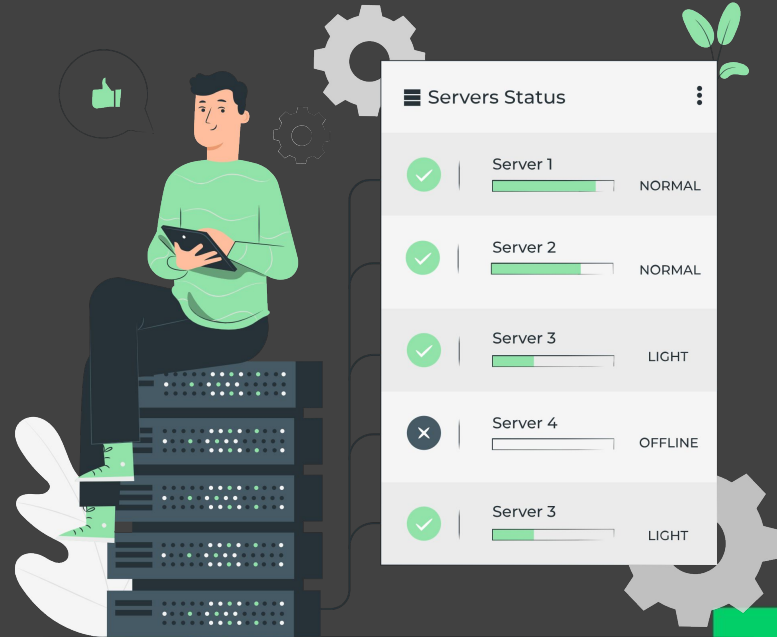 Servers Status
Server 1
NORMAL
Server 2
NORMAL
Server 3
LIGHT
Server 4
OFFLINE
Server 3
LIGHT